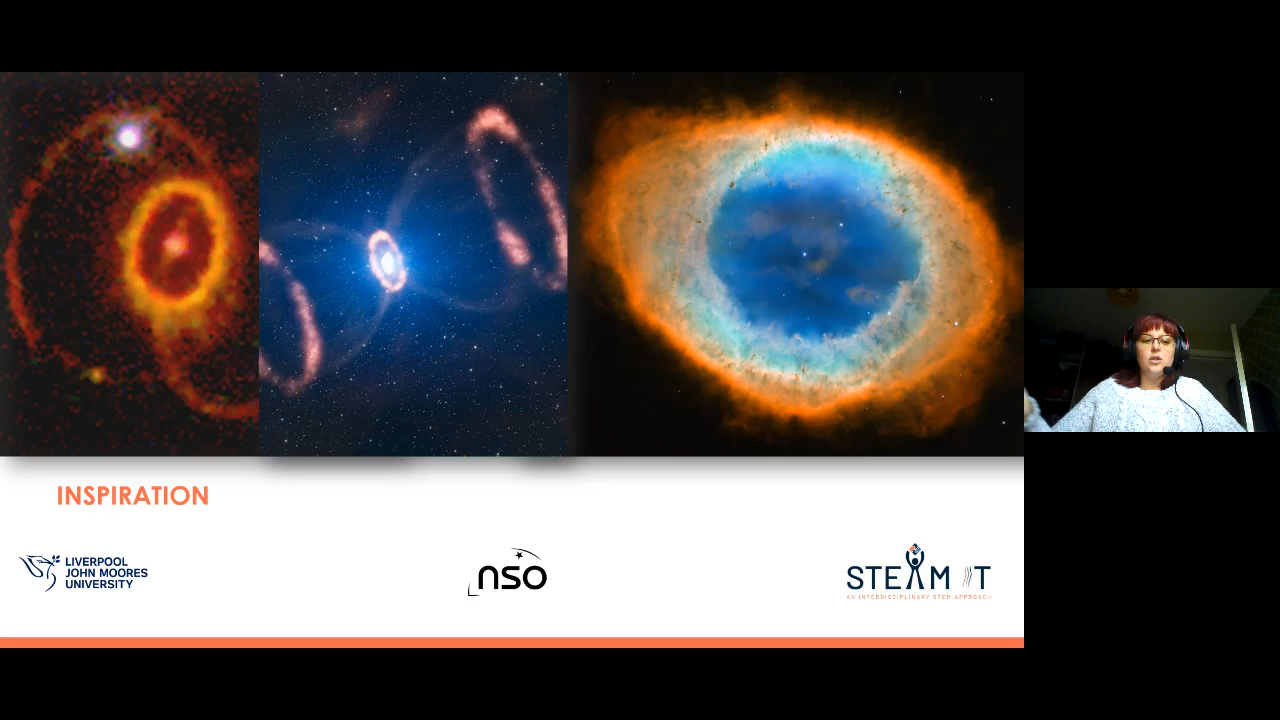 INSPIRATION
LIVERPOOL
JOHN MOORES
UNIVERSITY
nso
STEAM IT
AN INTERDISCIPLINARY STEM APPROACH